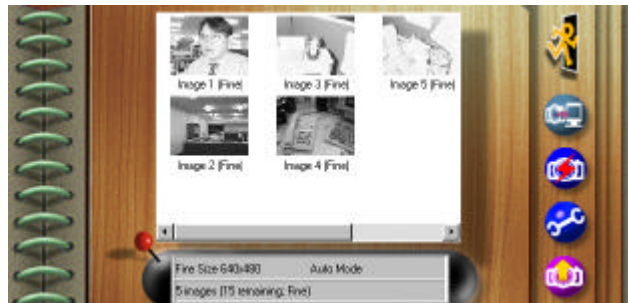 Image 1 (Fine)
Image 3 (Fine)
Image 5 (Fine)
Image 2 (Fine)
Image 4 (Fine)
Fine Size 640x480 Auto Mode
5 images (15 remaining: Fine)